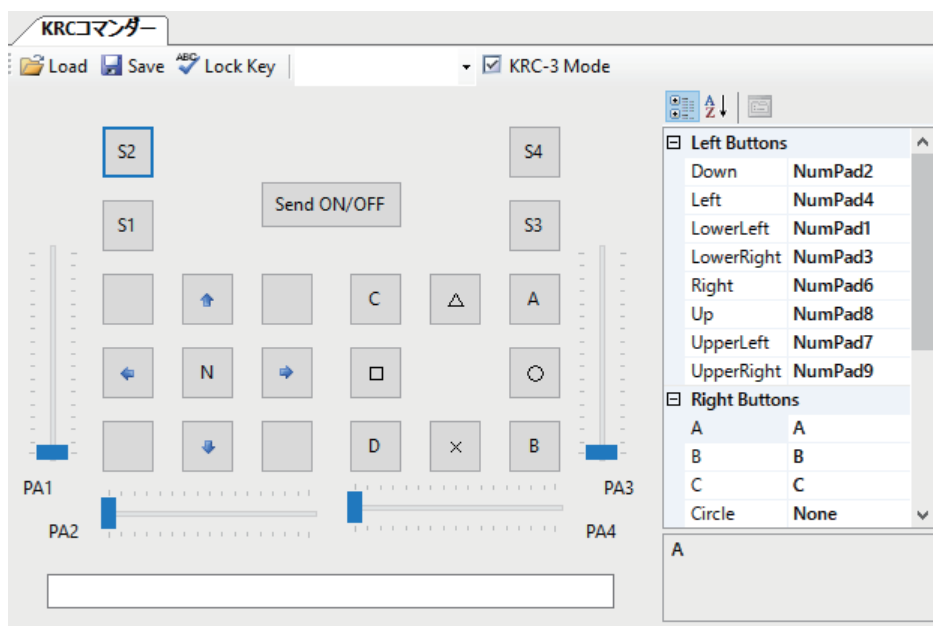 KRCコマンダー
Load Save ABC Lock Key KRC-3 Mode
S2 S4
Send ON/OFF
S1 S3
C △ A
N □ ○
D × B
PA1 PA3
PA2 PA4
A Z
Left Buttons
Down NumPad2
Left NumPad4
LowerLeft NumPad1
LowerRight NumPad3
Right NumPad6
Up NumPad8
UpperLeft NumPad7
UpperRight NumPad9
Right Buttons
A A
B B
C C
Circle None
A